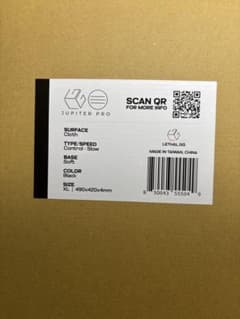 JUPITER PRO
SCAN QR
FOR MORE INFO
SURFACE
Cloth
TYPE/SPEED
Control - Slow
BASE
Soft
COLOR
Black
SIZE
XL | 490x420x4mm
LETHAL.GG
MADE IN TAIWAN, CHINA